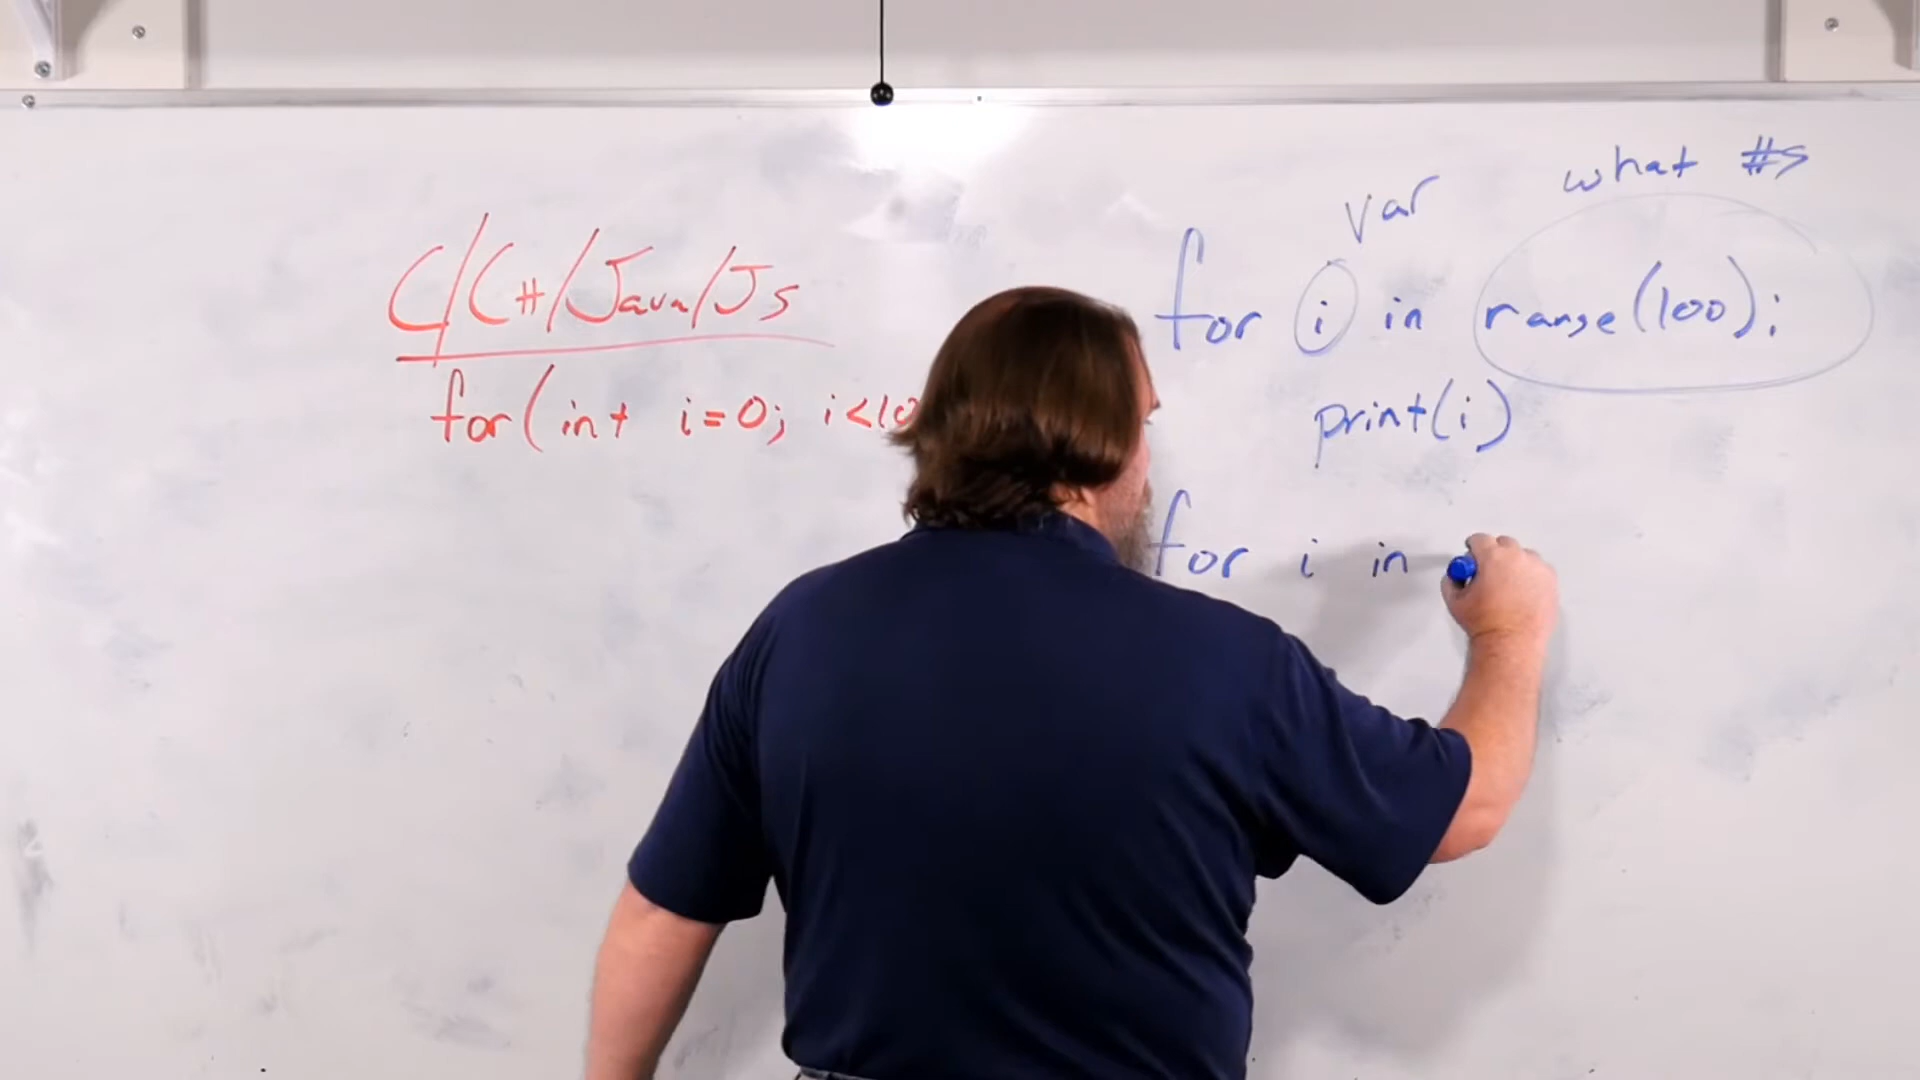 C/C#/Java/Js
for(int i=0; i<10
what #s
var
for i in range(100):
print(i)
for i in